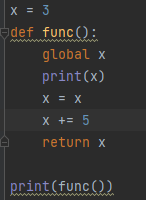 x = 3
def func():
    global x
    print(x)
    x = x
    x += 5
    return x

print(func())